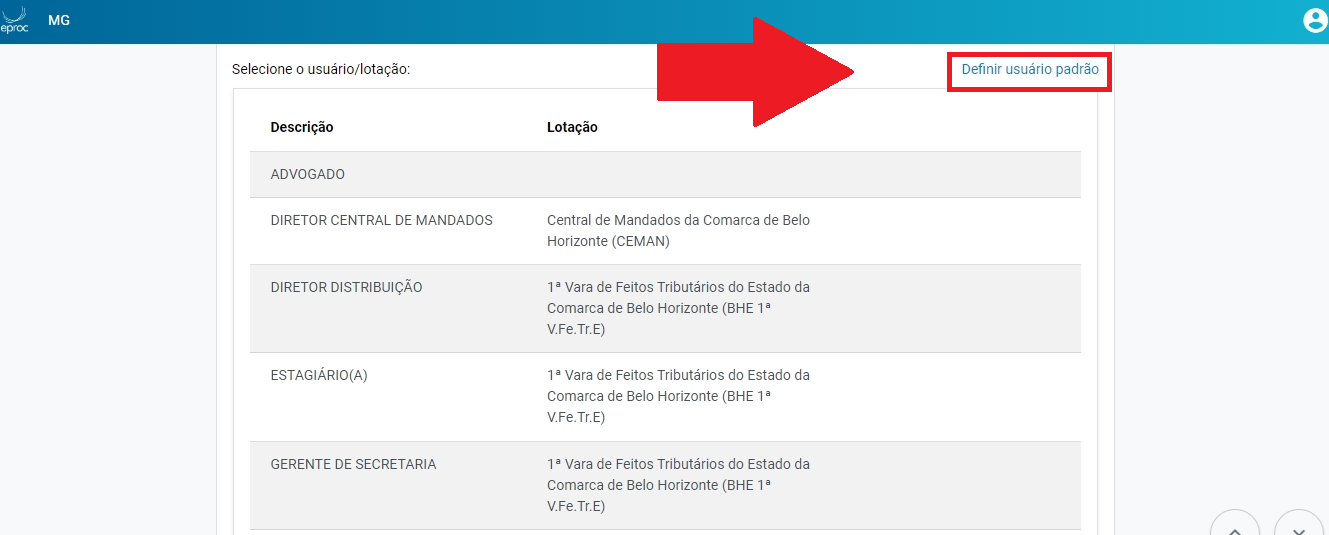 eproc
MG
Selecione o usuário/lotação:
Definir usuário padrão
Descrição
Lotação
ADVOGADO
DIRETOR CENTRAL DE MANDADOS
Central de Mandados da Comarca de Belo
Horizonte (CEMAN)
DIRETOR DISTRIBUIÇÃO
1ª Vara de Feitos Tributários do Estado da
Comarca de Belo Horizonte (BHE 1ª
V.Fe.Tr.E)
ESTAGIÁRIO(A)
1ª Vara de Feitos Tributários do Estado da
Comarca de Belo Horizonte (BHE 1ª
V.Fe.Tr.E)
GERENTE DE SECRETARIA
1ª Vara de Feitos Tributários do Estado da
Comarca de Belo Horizonte (BHE 1ª
V.Fe.Tr.E)